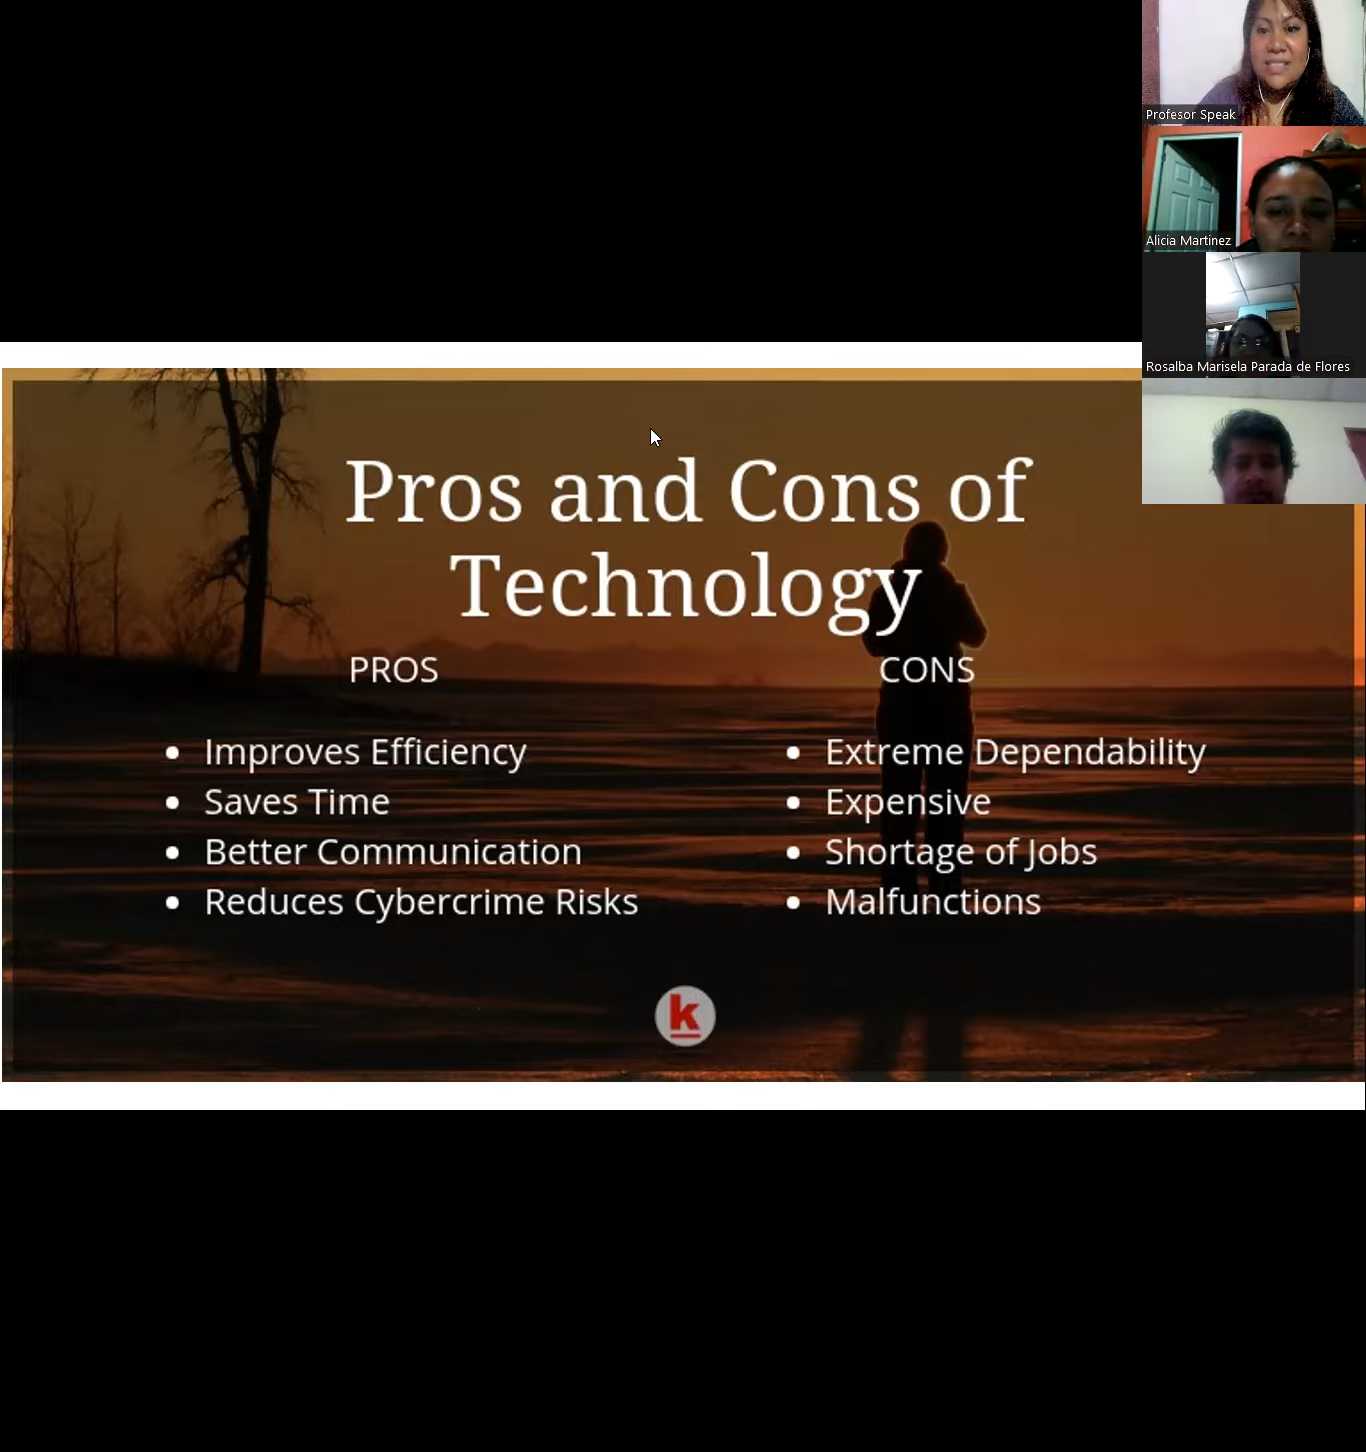 Profesor Speak
Alicia Martinez
Rosalba Marisela Parada de Flores
Pros and Cons of
Technology
PROS
CONS
Improves Efficiency
Saves Time
Better Communication
Reduces Cybercrime Risks
Extreme Dependability
Expensive
Shortage of Jobs
Malfunctions
k